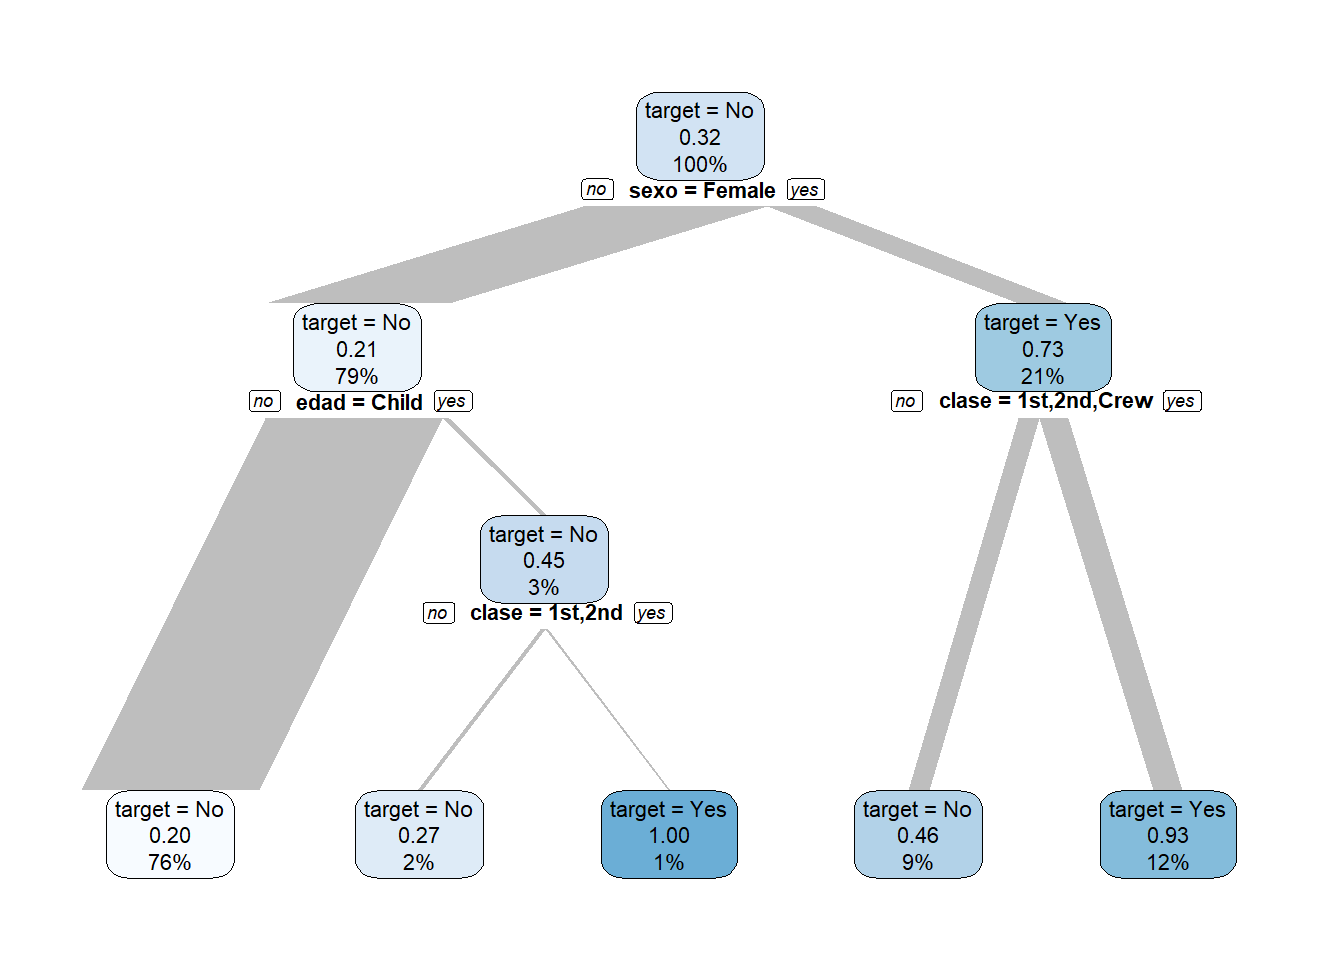 target = No
0.32
100%
no sexo = Female yes
target = No
0.21
79%
no edad = Child yes
target = Yes
0.73
21%
no clase = 1st,2nd,Crew yes
target = No
0.45
3%
no clase = 1st,2nd yes
target = No
0.20
76%
target = No
0.27
2%
target = Yes
1.00
1%
target = No
0.46
9%
target = Yes
0.93
12%